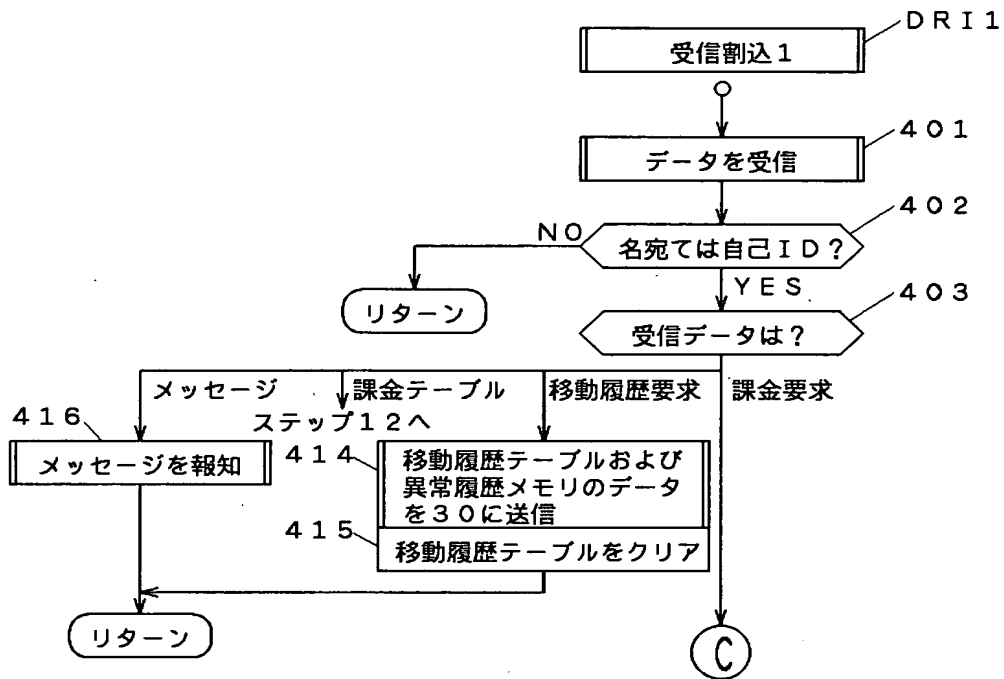 DRI1
受信割込1
401
データを受信
402
NO
名宛ては自己ID?
YES
403
リターン
受信データは?
メッセージ
課金テーブル
移動履歴要求
課金要求
416
ステップ12へ
メッセージを報知
414
移動履歴テーブルおよび
異常履歴メモリのデータ
を30に送信
415
移動履歴テーブルをクリア
リターン
C